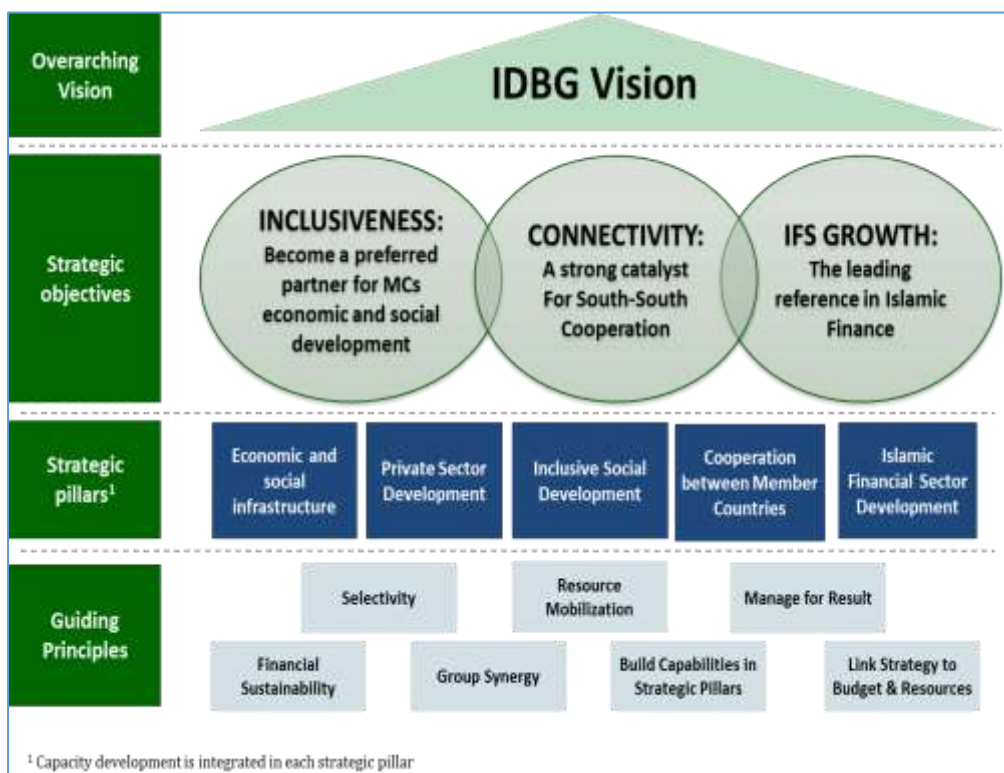 Overarching
Vision
IDBG Vision
Strategic
objectives
INCLUSIVENESS:
Become a preferred
partner for MCs
economic and social
development
CONNECTIVITY:
A strong catalyst
For South-South
Cooperation
IFS GROWTH:
The leading
reference in Islamic
Finance
Strategic
pillars¹
Economic and
social
infrastructure
Private Sector
Development
Inclusive Social
Development
Cooperation
between Member
Countries
Islamic
Financial Sector
Development
Guiding
Principles
Selectivity
Resource
Mobilization
Manage for Result
Financial
Sustainability
Group Synergy
Build Capabilities in
Strategic Pillars
Link Strategy to
Budget & Resources
¹ Capacity development is integrated in each strategic pillar